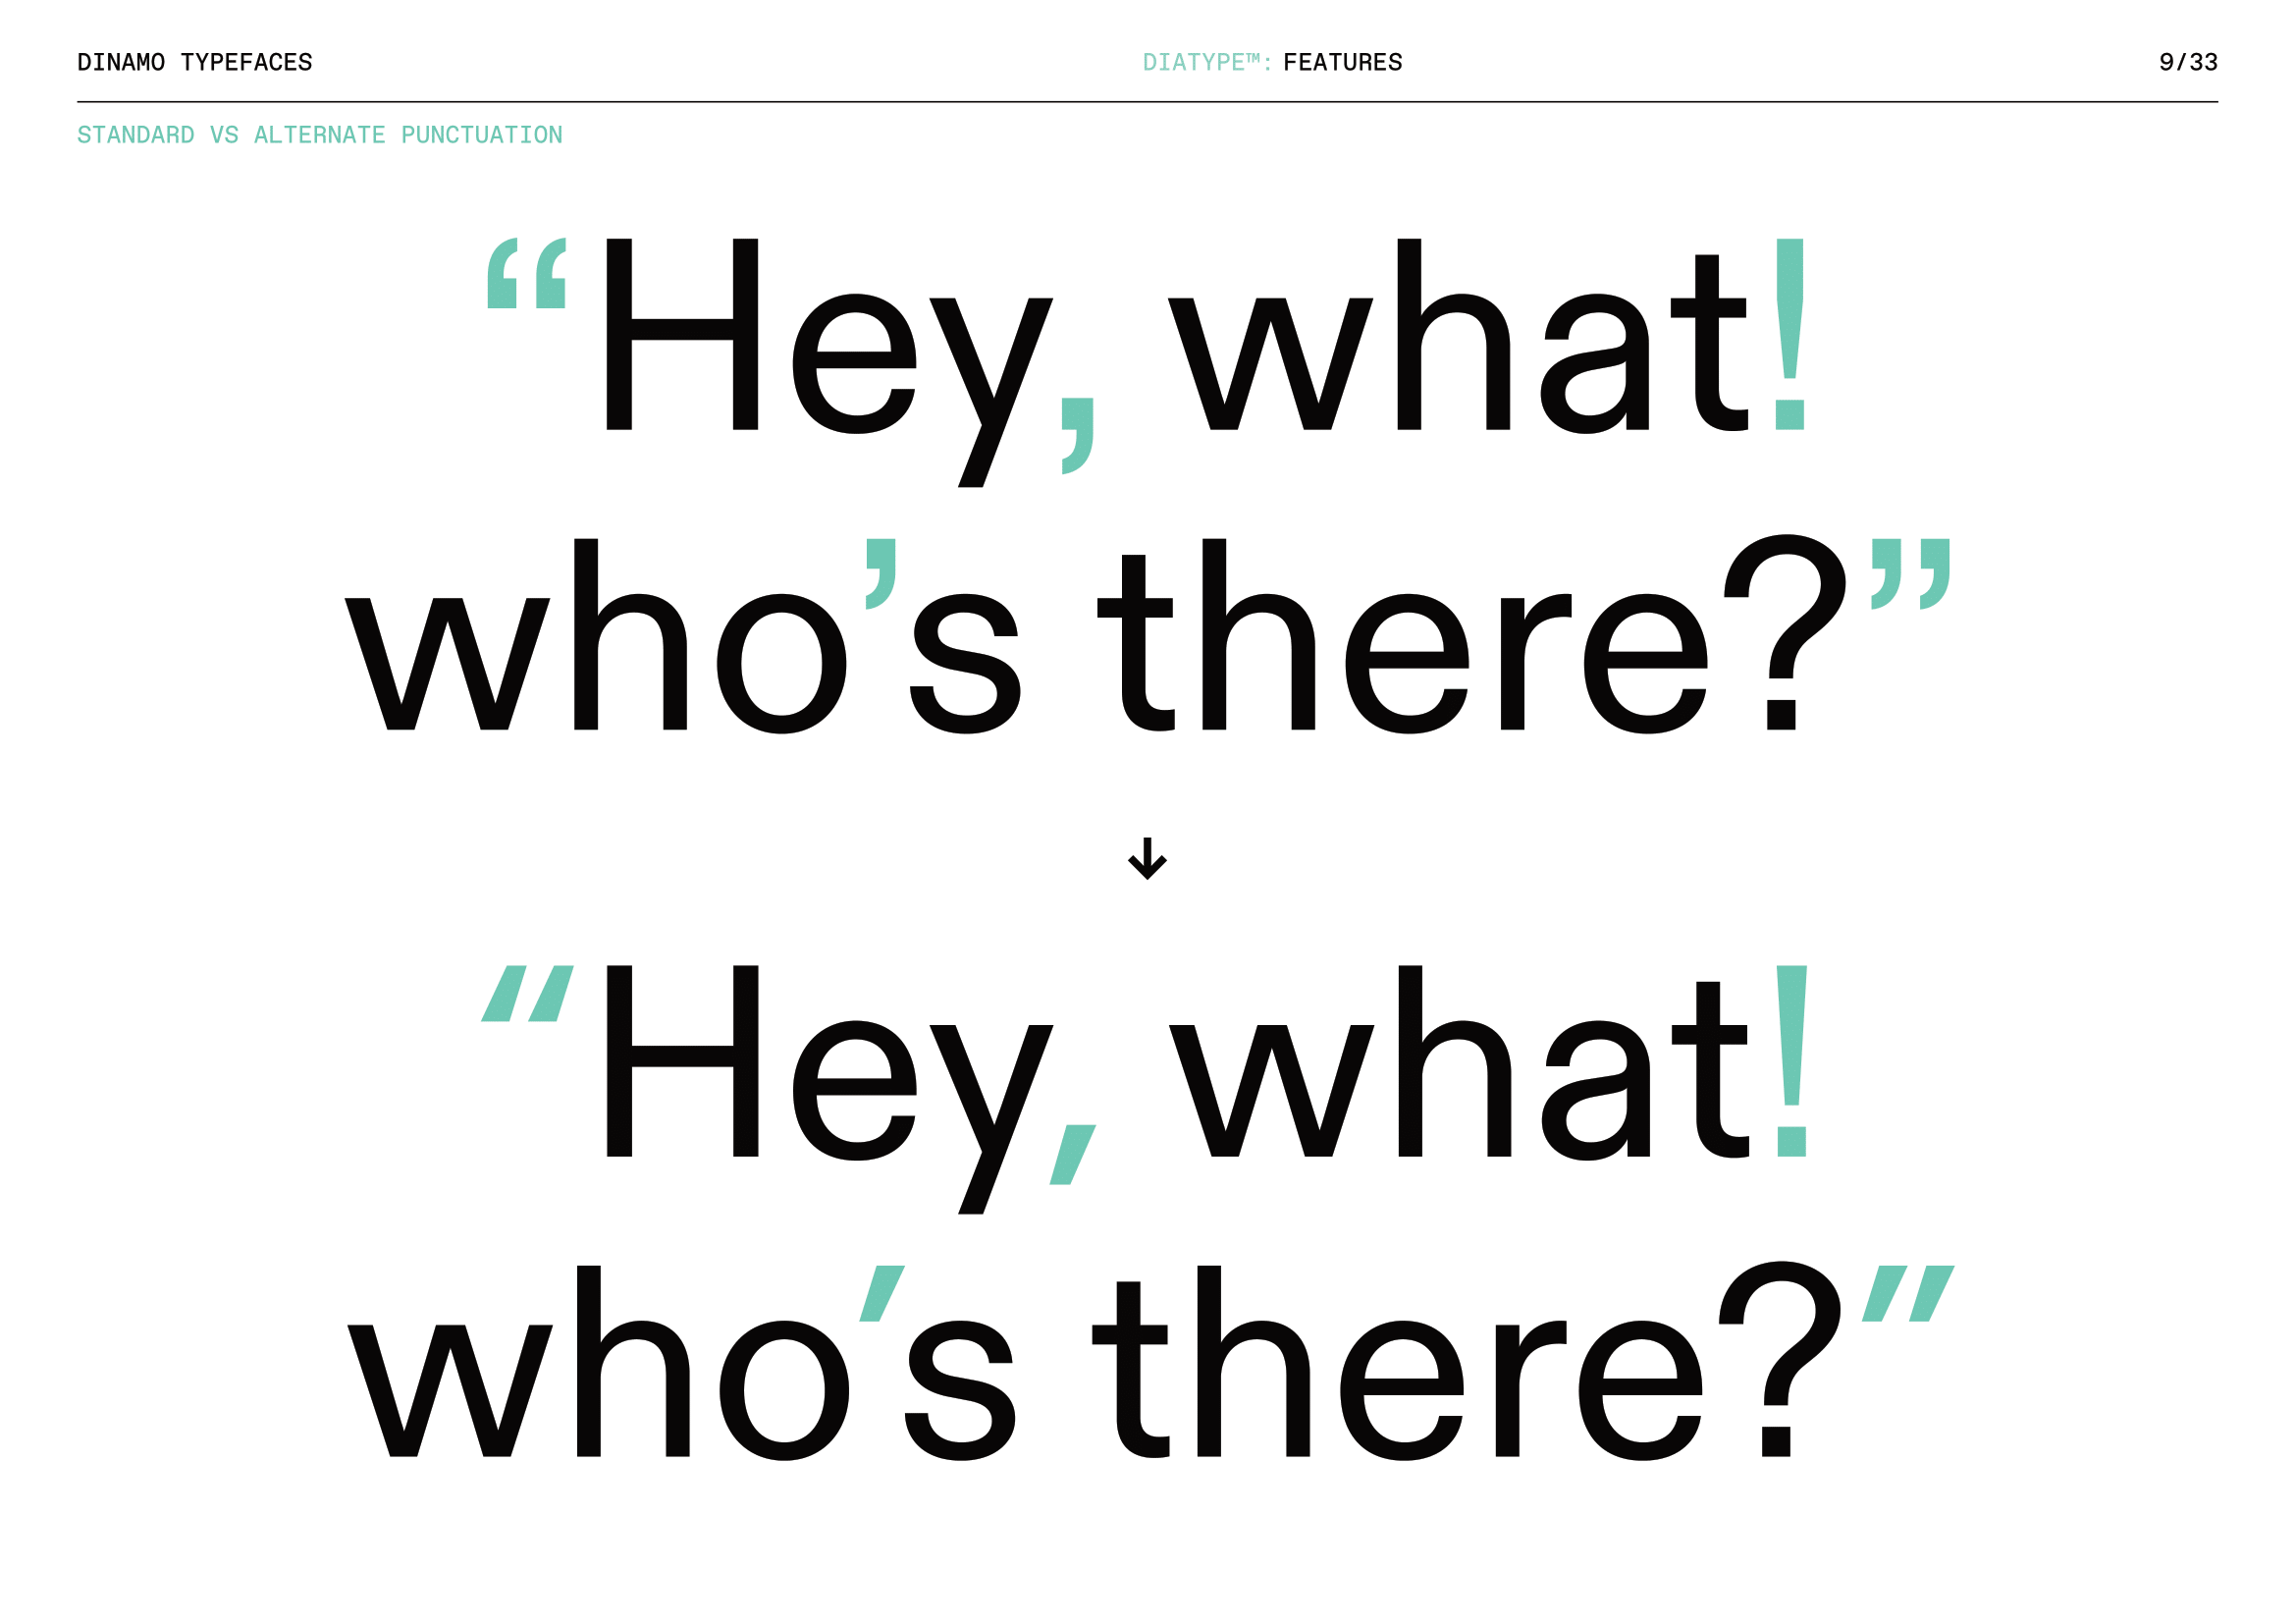 DINAMO TYPEFACES
DIATYPE™: FEATURES
9/33
STANDARD VS ALTERNATE PUNCTUATION
“Hey, what!
who’s there?”
↓
“Hey, what!
who’s there?”